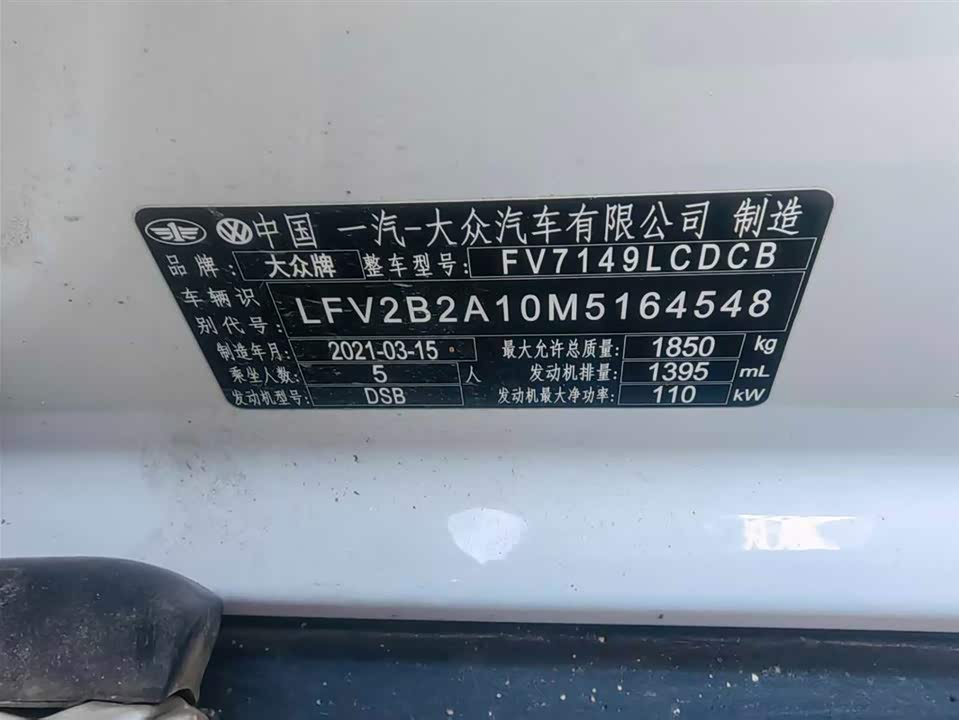 中国 一汽-大众汽车有限公司 制造
品牌: 大众牌 整车型号: FV7149LCDCB
车辆识别代号: LFV2B2A10M5164548
制造年月: 2021-03-15 最大允许总质量: 1850 kg
乘坐人数: 5 人 发动机排量: 1395 mL
发动机型号: DSB 发动机最大净功率: 110 kW